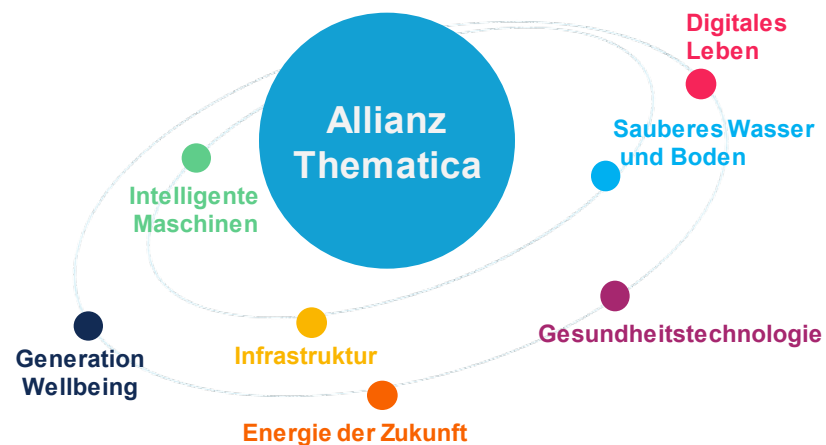 Digitales
Leben
Allianz
Thematica
Sauberes Wasser
und Boden
Intelligente
Maschinen
Gesundheitstechnologie
Generation
Wellbeing
Infrastruktur
Energie der Zukunft